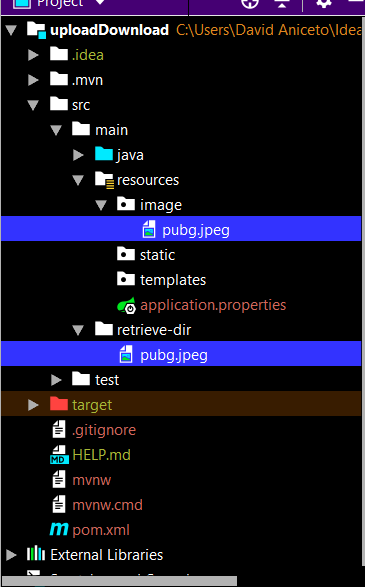 Project
uploadDownload C:\Users\David Aniceto\Idea
.idea
.mvn
src
main
java
resources
image
pubg.jpeg
static
templates
application.properties
retrieve-dir
pubg.jpeg
test
target
.gitignore
MD HELP.md
mvnw
mvnw.cmd
m pom.xml
External Libraries